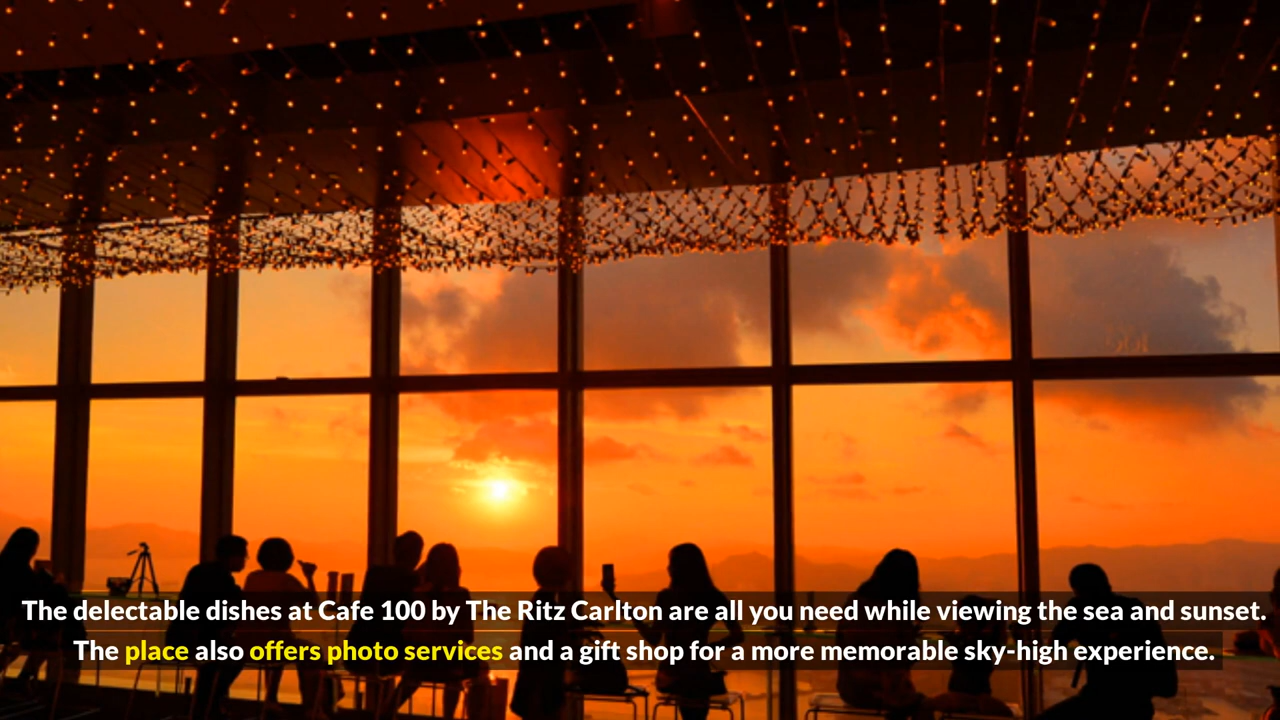 The delectable dishes at Cafe 100 by The Ritz Carlton are all you need while viewing the sea and sunset.
The place also offers photo services and a gift shop for a more memorable sky-high experience.